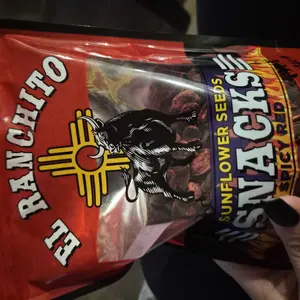 EL RANCHITO
SUNFLOWER SEEDS
SNACKS
SPICY RED